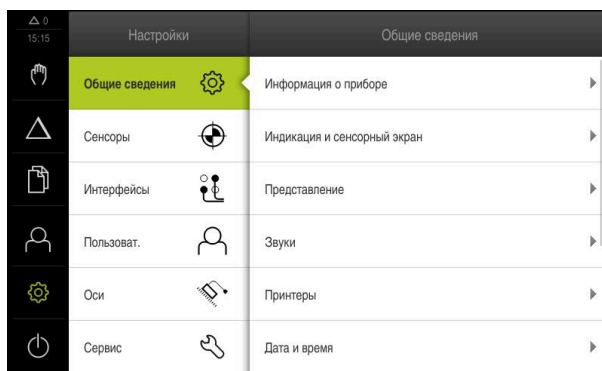 0
15:15
Настройки
Общие сведения
Общие сведения
Сенсоры
Интерфейсы
Пользоват.
Оси
Сервис
Информация о приборе
Индикация и сенсорный экран
Представление
Звуки
Принтеры
Дата и время